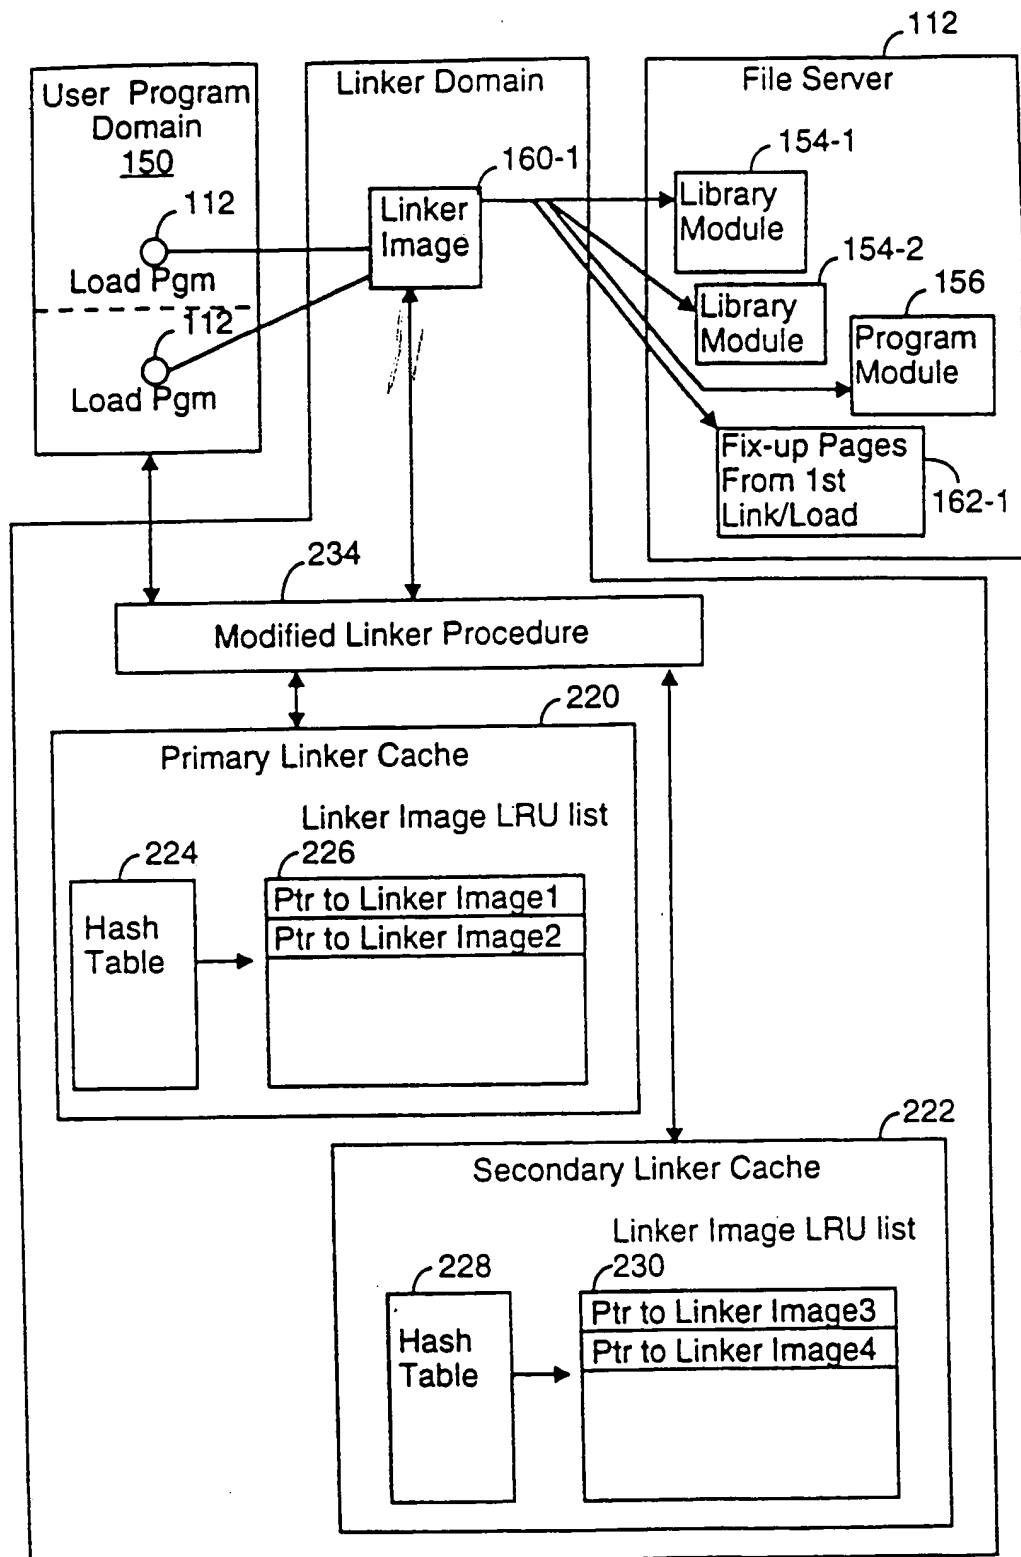 112
User Program
Domain
150
Linker Domain
File Server
160-1
154-1
112
Linker
Image
Library
Module
Load Pgm
154-2
156
112
Library
Module
Program
Module
Load Pgm
Fix-up Pages
From 1st
Link/Load
162-1
234
Modified Linker Procedure
220
Primary Linker Cache
Linker Image LRU list
224
226
Hash
Table
Ptr to Linker Image1
Ptr to Linker Image2
222
Secondary Linker Cache
Linker Image LRU list
228
230
Hash
Table
Ptr to Linker Image3
Ptr to Linker Image4